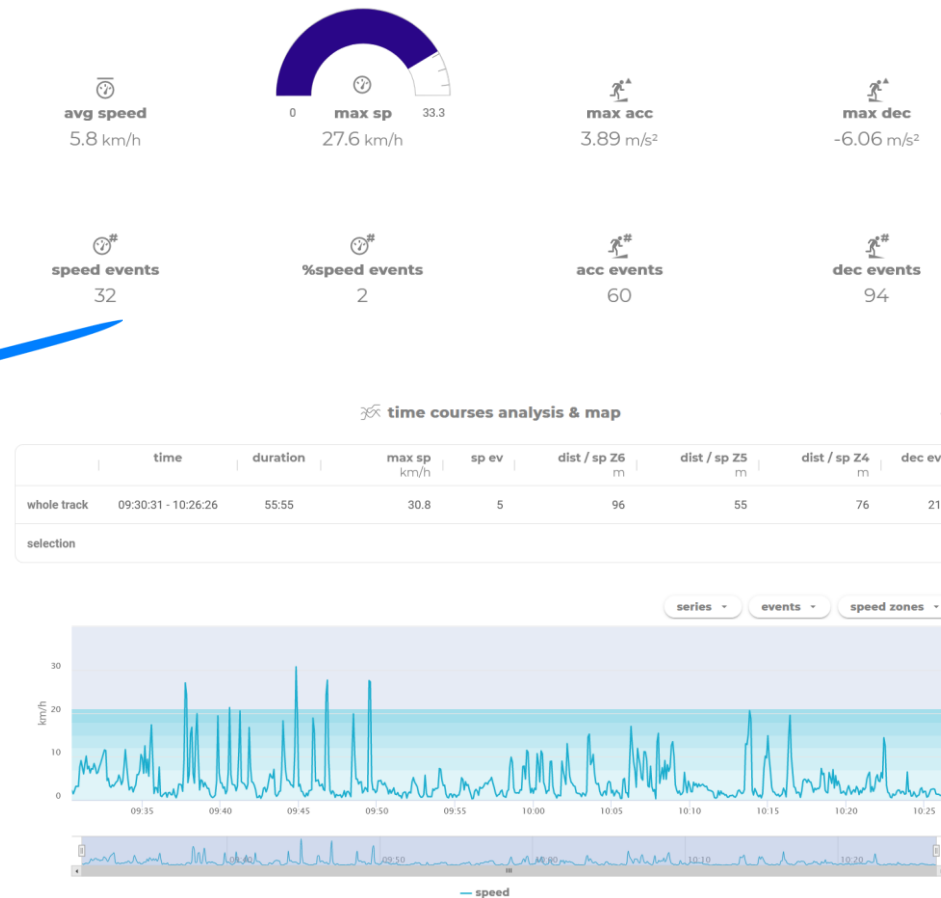 avg speed
5.8 km/h
0 max sp 33.3
27.6 km/h
max acc
3.89 m/s²
max dec
-6.06 m/s²
speed events
32
%speed events
2
acc events
60
dec events
94
time courses analysis & map
time duration max sp sp ev dist / sp Z6 dist / sp Z5 dist / sp Z4 dec ev
km/h m m m
whole track 09:30:31 - 10:26:26 55:55 30.8 5 96 55 76 21
selection
series events speed zones
km/h
30
20
10
0
09:35 09:40 09:45 09:50 09:55 10:00 10:05 10:10 10:15 10:20 10:25
09:50 10:10 10:20
speed